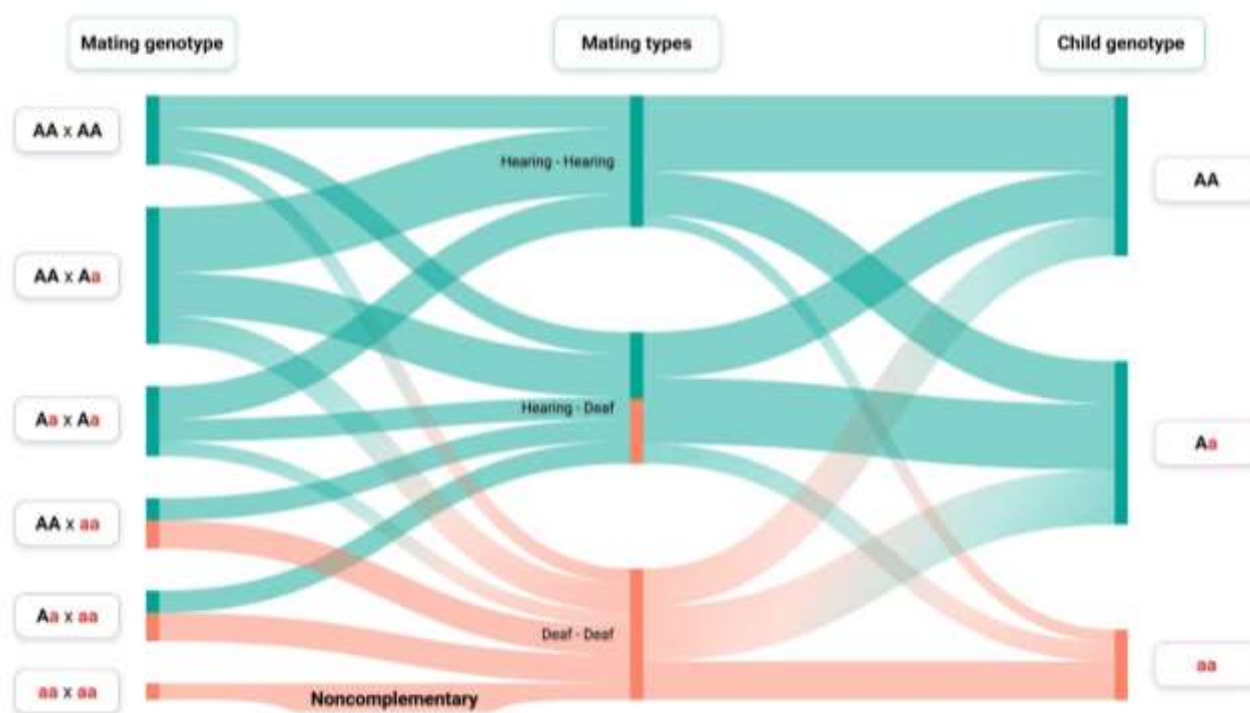 Mating genotype
Mating types
Child genotype
AA x AA
Hearing - Hearing
AA
AA x Aa
Aa x Aa
Hearing - Deaf
Aa
AA x aa
Aa x aa
Deaf - Deaf
aa
aa x aa
Noncomplementary